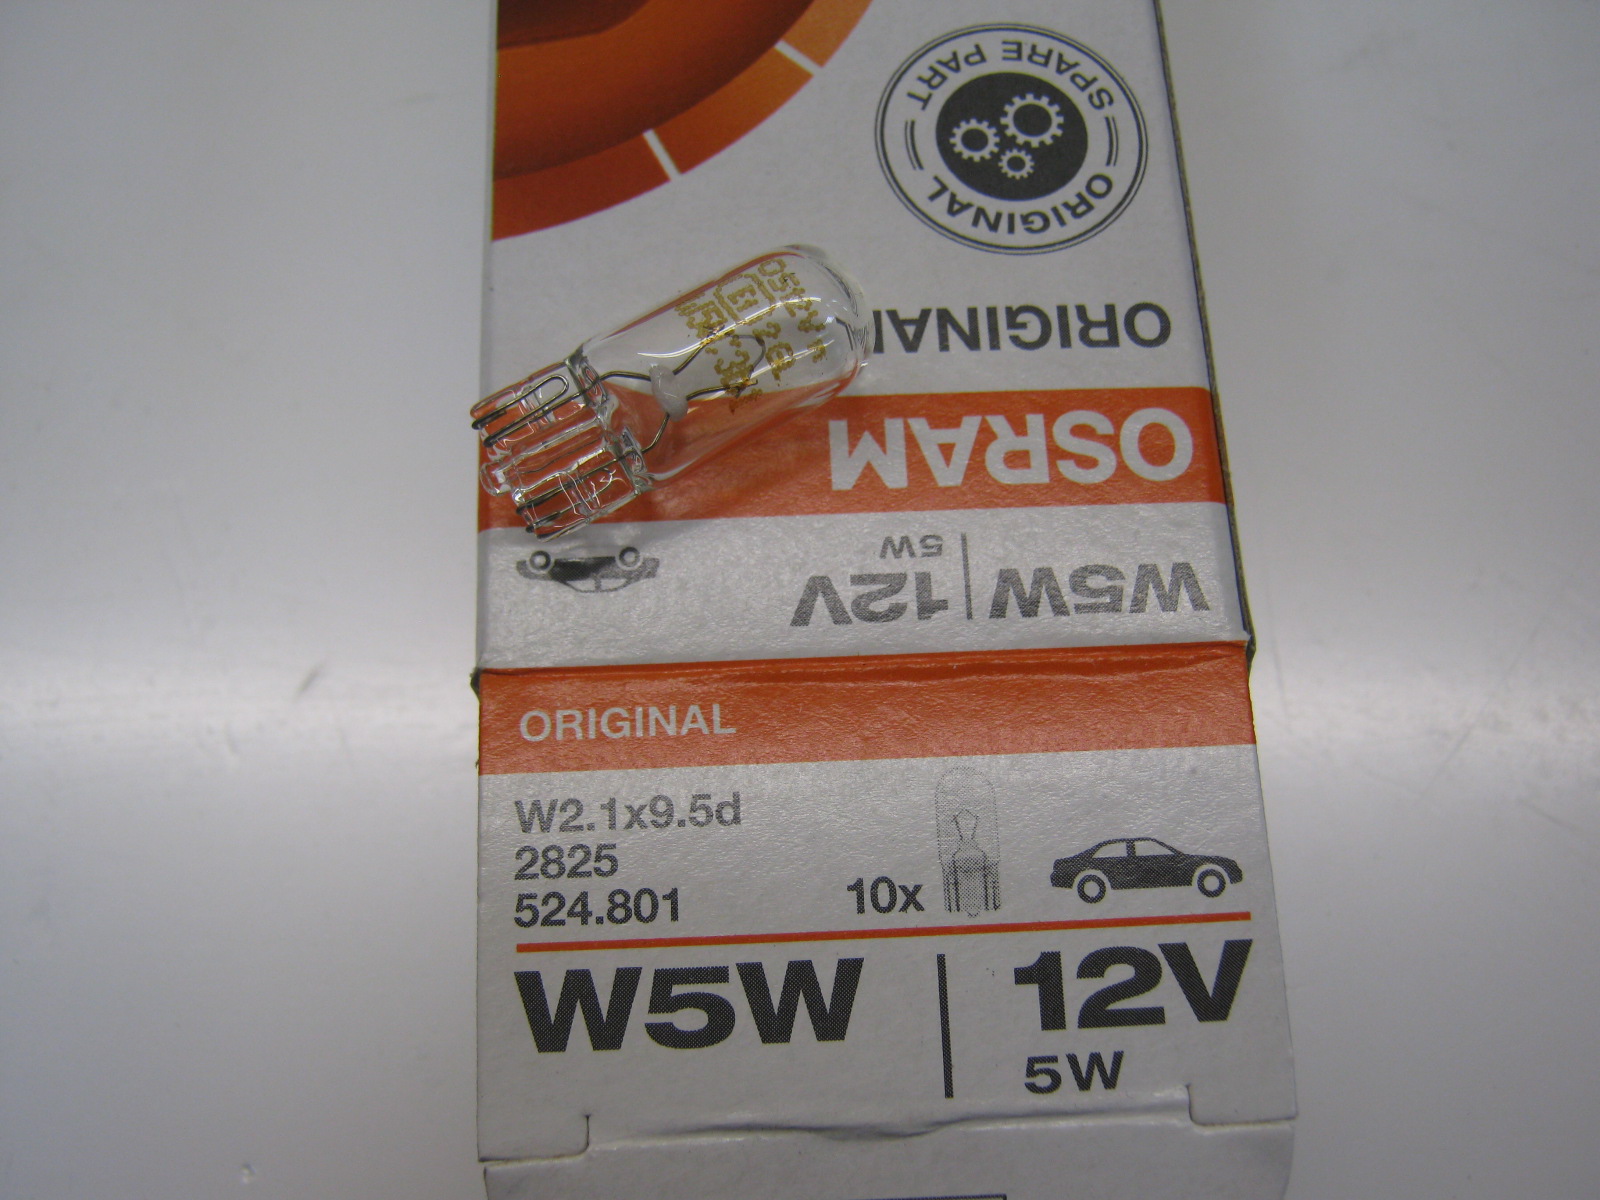 ORIGINAL
SPARE PART
ORIGINAL
OSRAM
W5W | 12V
5W
ORIGINAL
W2.1x9.5d
2825
524.801
10x
W5W | 12V
5W